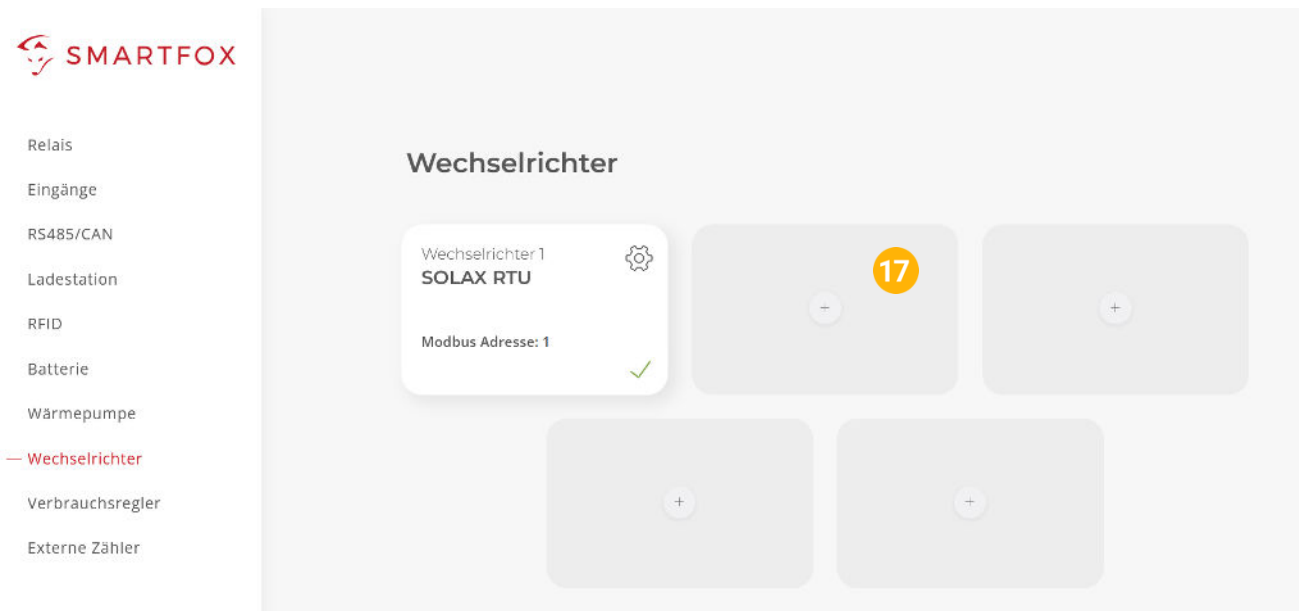 SMARTFOX
Relais
Eingänge
RS485/CAN
Ladestation
RFID
Batterie
Wärmepumpe
Wechselrichter
Verbrauchsregler
Externe Zähler
Wechselrichter
Wechselrichter 1
SOLAX RTU
Modbus Adresse: 1
17
+
+
+
+